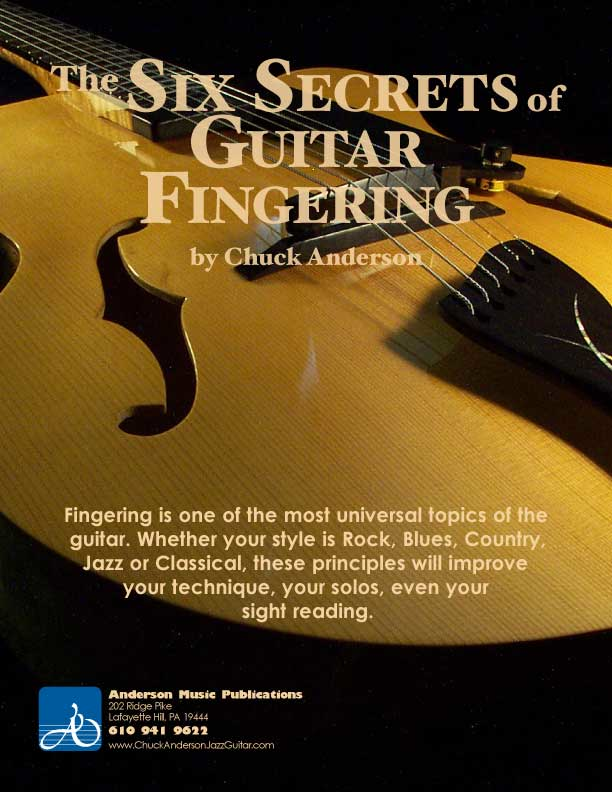 The Six Secrets of
Guitar
Fingering
by Chuck Anderson
Fingering is one of the most universal topics of the
guitar. Whether your style is Rock, Blues, Country,
Jazz or Classical, these principles will improve
your technique, your solos, even your
sight reading.
Anderson Music Publications
202 Ridge Pike
Lafayette Hill, PA 19444
610 941 9622
www.ChuckAndersonJazzGuitar.com